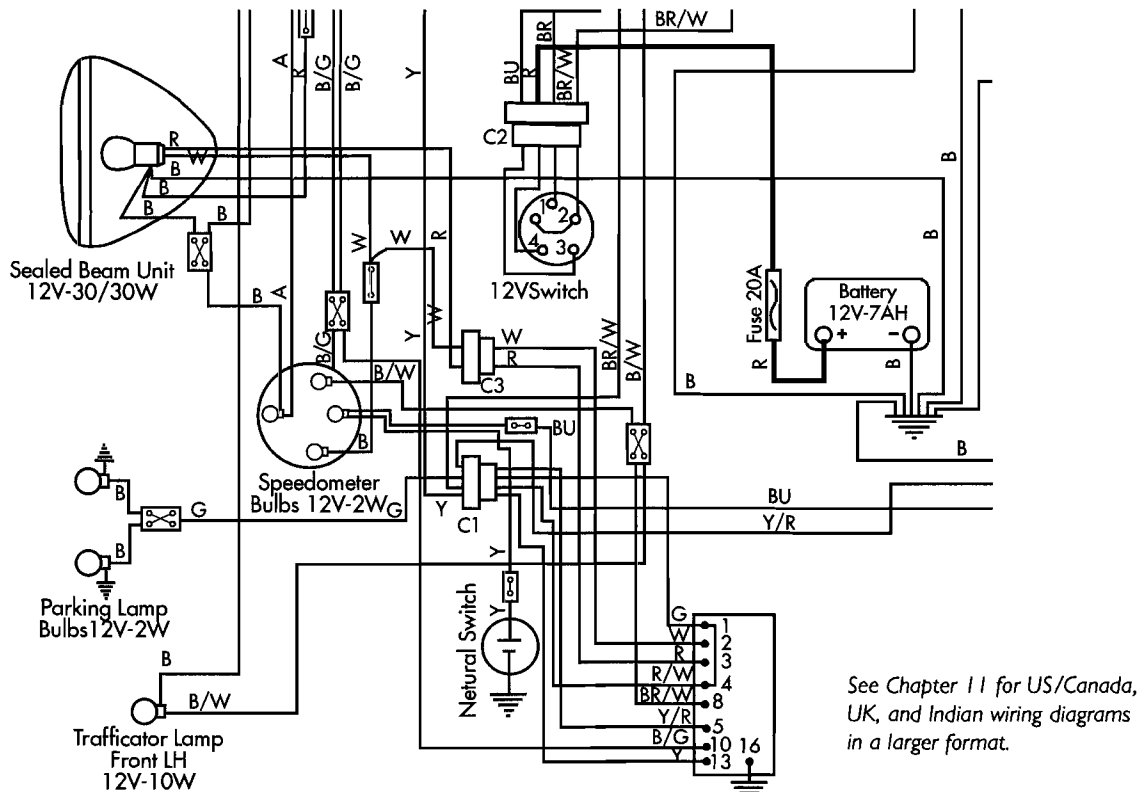 BR/W
BR
R
A
R
B/G
B/G
Y
BU
R
BR/W
C2
R
W
B
B
B
B
B
B
1
2
4
3
W
W
R
Sealed Beam Unit
12V-30/30W
12VSwitch
Fuse 20A
Battery
12V-7AH
+
-
B
A
B/G
Y
W
W
R
C3
BR/W
B/W
R
B
B
B/W
B
BU
B
Speedometer
Bulbs 12V-2W
B
G
G
Y
C1
BU
Y/R
B
Y
Y
Netural Switch
Parking Lamp
Bulbs12V-2W
G
1
W
2
R
3
R/W
4
BR/W
8
Y/R
5
B/G
10
16
Y
13
B
B/W
Trafficator Lamp
Front LH
12V-10W
See Chapter 11 for US/Canada,
UK, and Indian wiring diagrams
in a larger format.